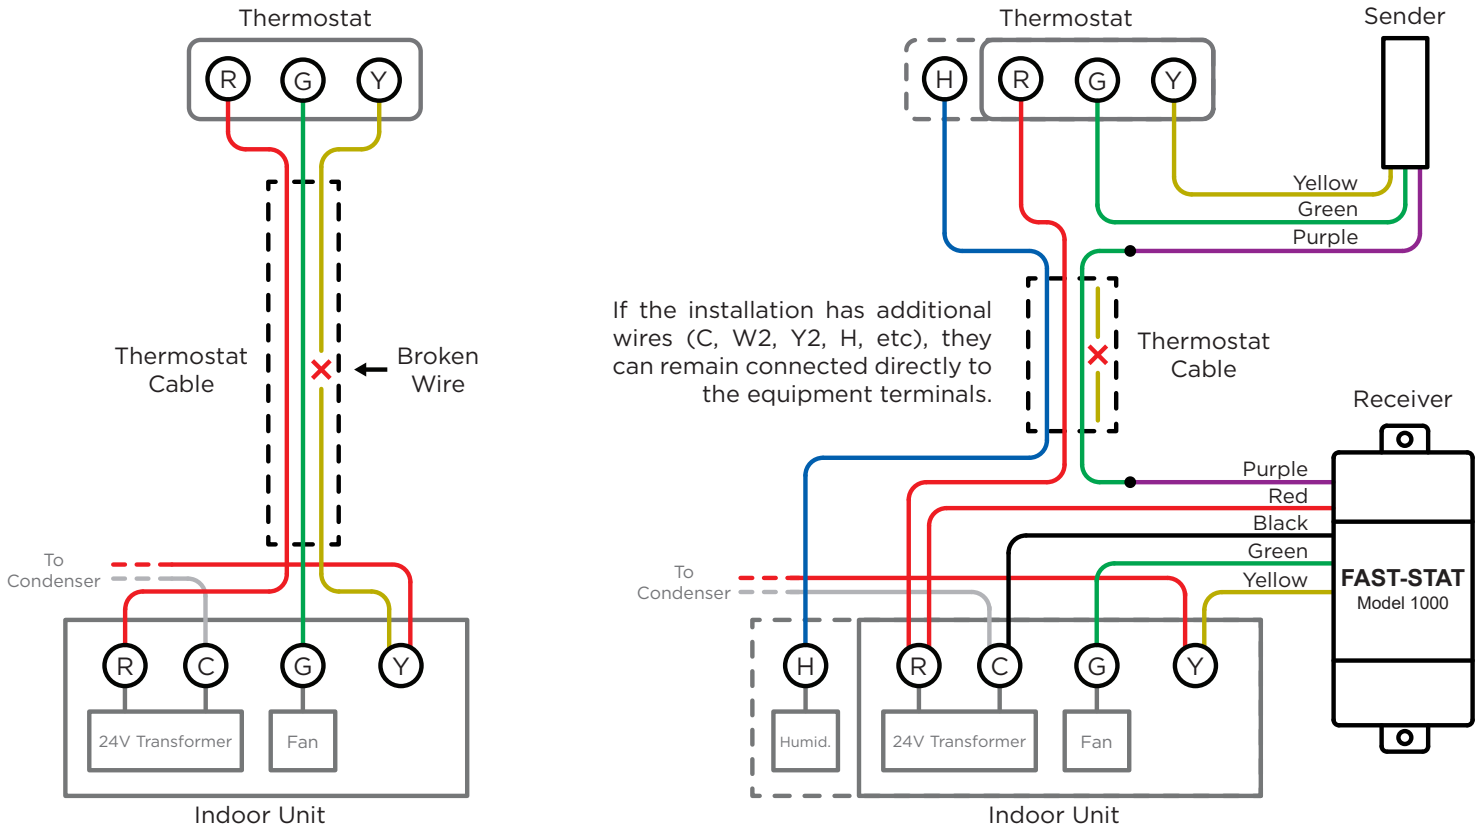 Thermostat
R
G
Y
Thermostat
Cable
Broken
Wire
To
Condenser
R
C
G
Y
24V Transformer
Fan
Indoor Unit
Thermostat
H
R
G
Y
Sender
Yellow
Green
Purple
If the installation has additional
wires (C, W2, Y2, H, etc), they
can remain connected directly to
the equipment terminals.
Thermostat
Cable
Receiver
Purple
Red
Black
Green
Yellow
FAST-STAT
Model 1000
To
Condenser
H
R
C
G
Y
Humid.
24V Transformer
Fan
Indoor Unit